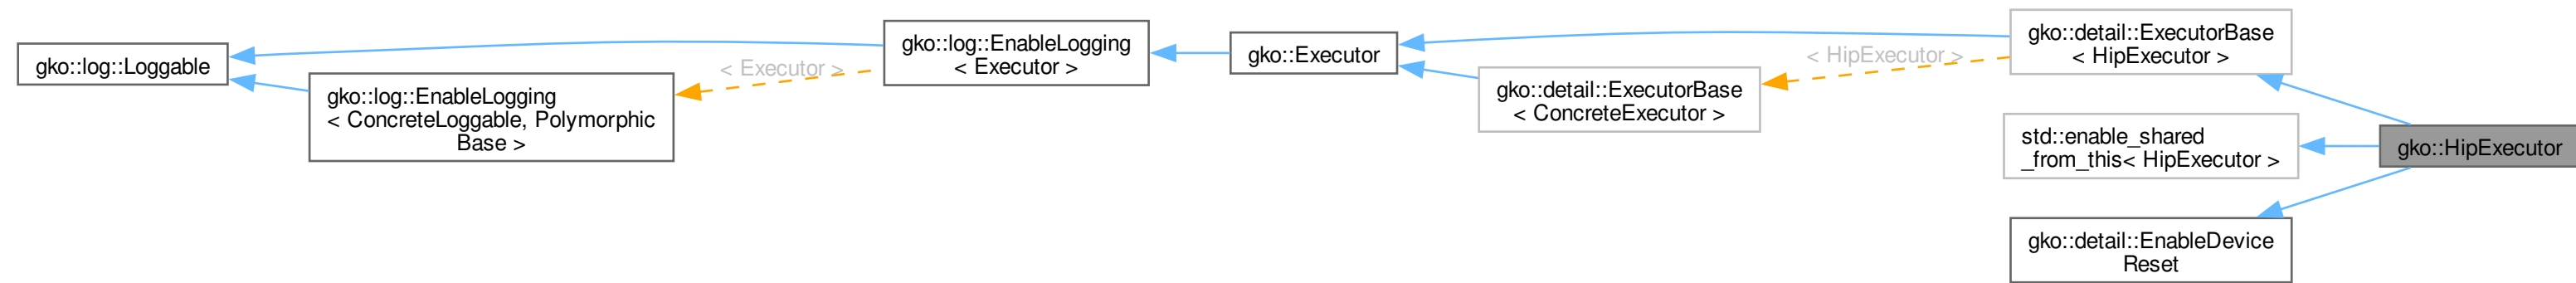 gko::log::Loggable
gko::log::EnableLogging
< ConcreteLoggable, Polymorphic
Base >
< Executor >
gko::log::EnableLogging
< Executor >
gko::Executor
gko::detail::ExecutorBase
< ConcreteExecutor >
< HipExecutor >
gko::detail::ExecutorBase
< HipExecutor >
std::enable_shared
_from_this< HipExecutor >
gko::detail::EnableDevice
Reset
gko::HipExecutor